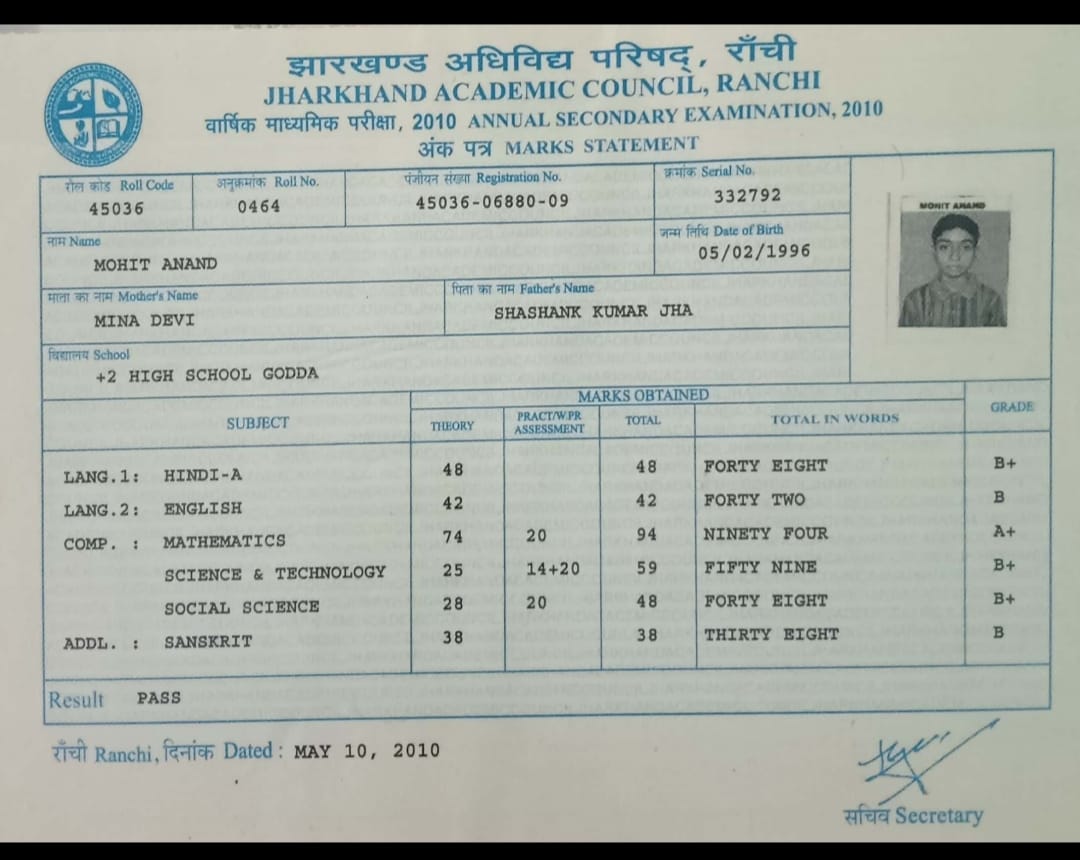 झारखण्ड अधिविद्य परिषद्, राँची
JHARKHAND ACADEMIC COUNCIL, RANCHI
वार्षिक माध्यमिक परीक्षा, 2010 ANNUAL SECONDARY EXAMINATION, 2010
अंक पत्र MARKS STATEMENT
रौल कोड Roll Code अनुक्रमांक Roll No. पंजीयन संख्या Registration No. क्रमांक Serial No.
45036 0464 45036-06880-09 332792
नाम Name जन्म तिथि Date of Birth
MOHIT ANAND 05/02/1996
MOHIT ANAND
माता का नाम Mother's Name पिता का नाम Father's Name
MINA DEVI SHASHANK KUMAR JHA
विद्यालय School
+2 HIGH SCHOOL GODDA
SUBJECT MARKS OBTAINED GRADE
THEORY PRACT/W.PR ASSESSMENT TOTAL TOTAL IN WORDS
LANG.1: HINDI-A 48 48 FORTY EIGHT B+
LANG.2: ENGLISH 42 42 FORTY TWO B
COMP. : MATHEMATICS 74 20 94 NINETY FOUR A+
SCIENCE & TECHNOLOGY 25 14+20 59 FIFTY NINE B+
SOCIAL SCIENCE 28 20 48 FORTY EIGHT B+
ADDL. : SANSKRIT 38 38 THIRTY EIGHT B
Result PASS
राँची Ranchi, दिनांक Dated : MAY 10, 2010
सचिव Secretary